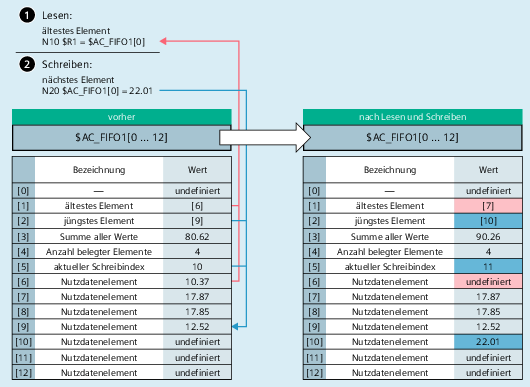 1 Lesen:
ältestes Element
N10 $R1 = $AC_FIFO1[0]
2 Schreiben:
nächstes Element
N20 $AC_FIFO1[0] = 22.01
vorher
$AC_FIFO1[0 ... 12]
Bezeichnung Wert
[0] — undefiniert
[1] ältestes Element [6]
[2] jüngstes Element [9]
[3] Summe aller Werte 80.62
[4] Anzahl belegter Elemente 4
[5] aktueller Schreibindex 10
[6] Nutzdatenelement 10.37
[7] Nutzdatenelement 17.87
[8] Nutzdatenelement 17.85
[9] Nutzdatenelement 12.52
[10] Nutzdatenelement undefiniert
[11] Nutzdatenelement undefiniert
[12] Nutzdatenelement undefiniert
nach Lesen und Schreiben
$AC_FIFO1[0 ... 12]
Bezeichnung Wert
[0] — undefiniert
[1] ältestes Element [7]
[2] jüngstes Element [10]
[3] Summe aller Werte 90.26
[4] Anzahl belegter Elemente 4
[5] aktueller Schreibindex 11
[6] Nutzdatenelement undefiniert
[7] Nutzdatenelement 17.87
[8] Nutzdatenelement 17.85
[9] Nutzdatenelement 12.52
[10] Nutzdatenelement 22.01
[11] Nutzdatenelement undefiniert
[12] Nutzdatenelement undefiniert